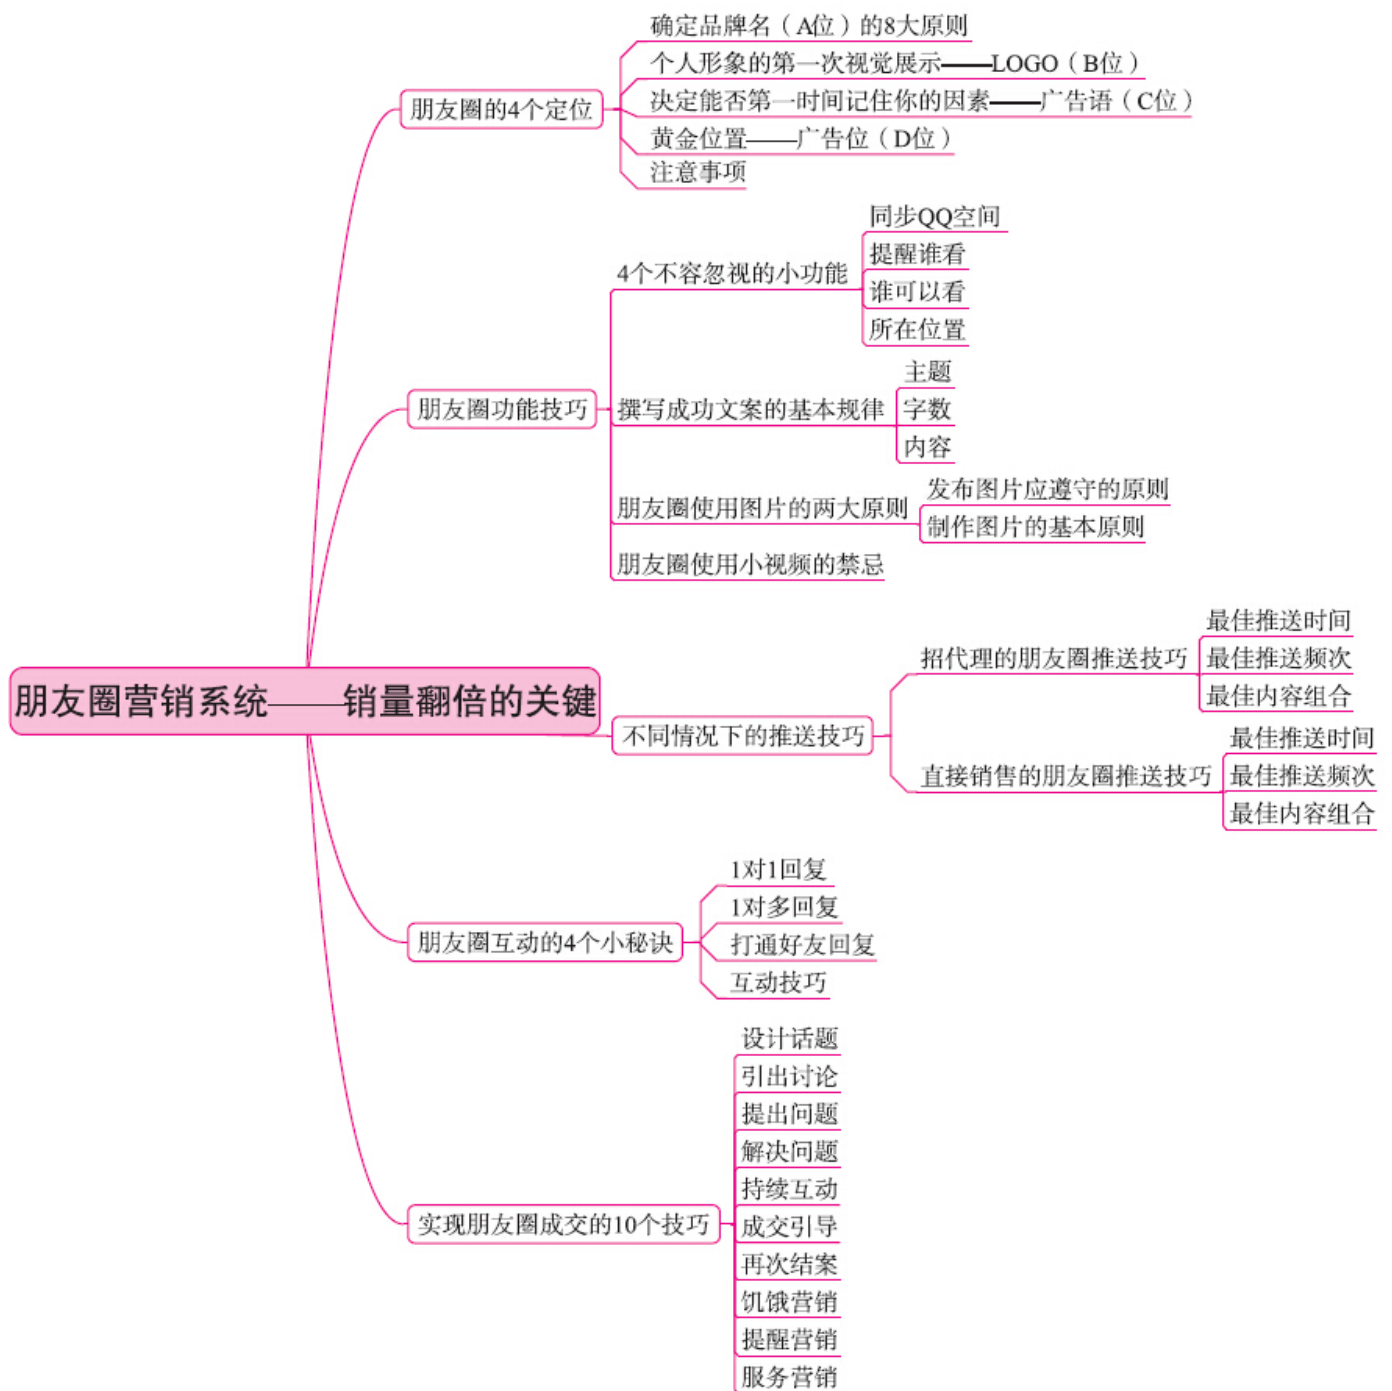 确定品牌名（A位）的8大原则
个人形象的第一次视觉展示——LOGO（B位）
朋友圈的4个定位
决定能否第一时间记住你的因素——广告语（C位）
黄金位置——广告位（D位）
注意事项
4个不容忽视的小功能
同步QQ空间
提醒谁看
谁可以看
所在位置
朋友圈功能技巧
撰写成功文案的基本规律
主题
字数
内容
朋友圈使用图片的两大原则
发布图片应遵守的原则
制作图片的基本原则
朋友圈使用小视频的禁忌
朋友圈营销系统——销量翻倍的关键
不同情况下的推送技巧
招代理的朋友圈推送技巧
最佳推送时间
最佳推送频次
最佳内容组合
直接销售的朋友圈推送技巧
最佳推送时间
最佳推送频次
最佳内容组合
朋友圈互动的4个小秘诀
1对1回复
1对多回复
打通好友回复
互动技巧
实现朋友圈成交的10个技巧
设计话题
引出讨论
提出问题
解决问题
持续互动
成交引导
再次结案
饥饿营销
提醒营销
服务营销